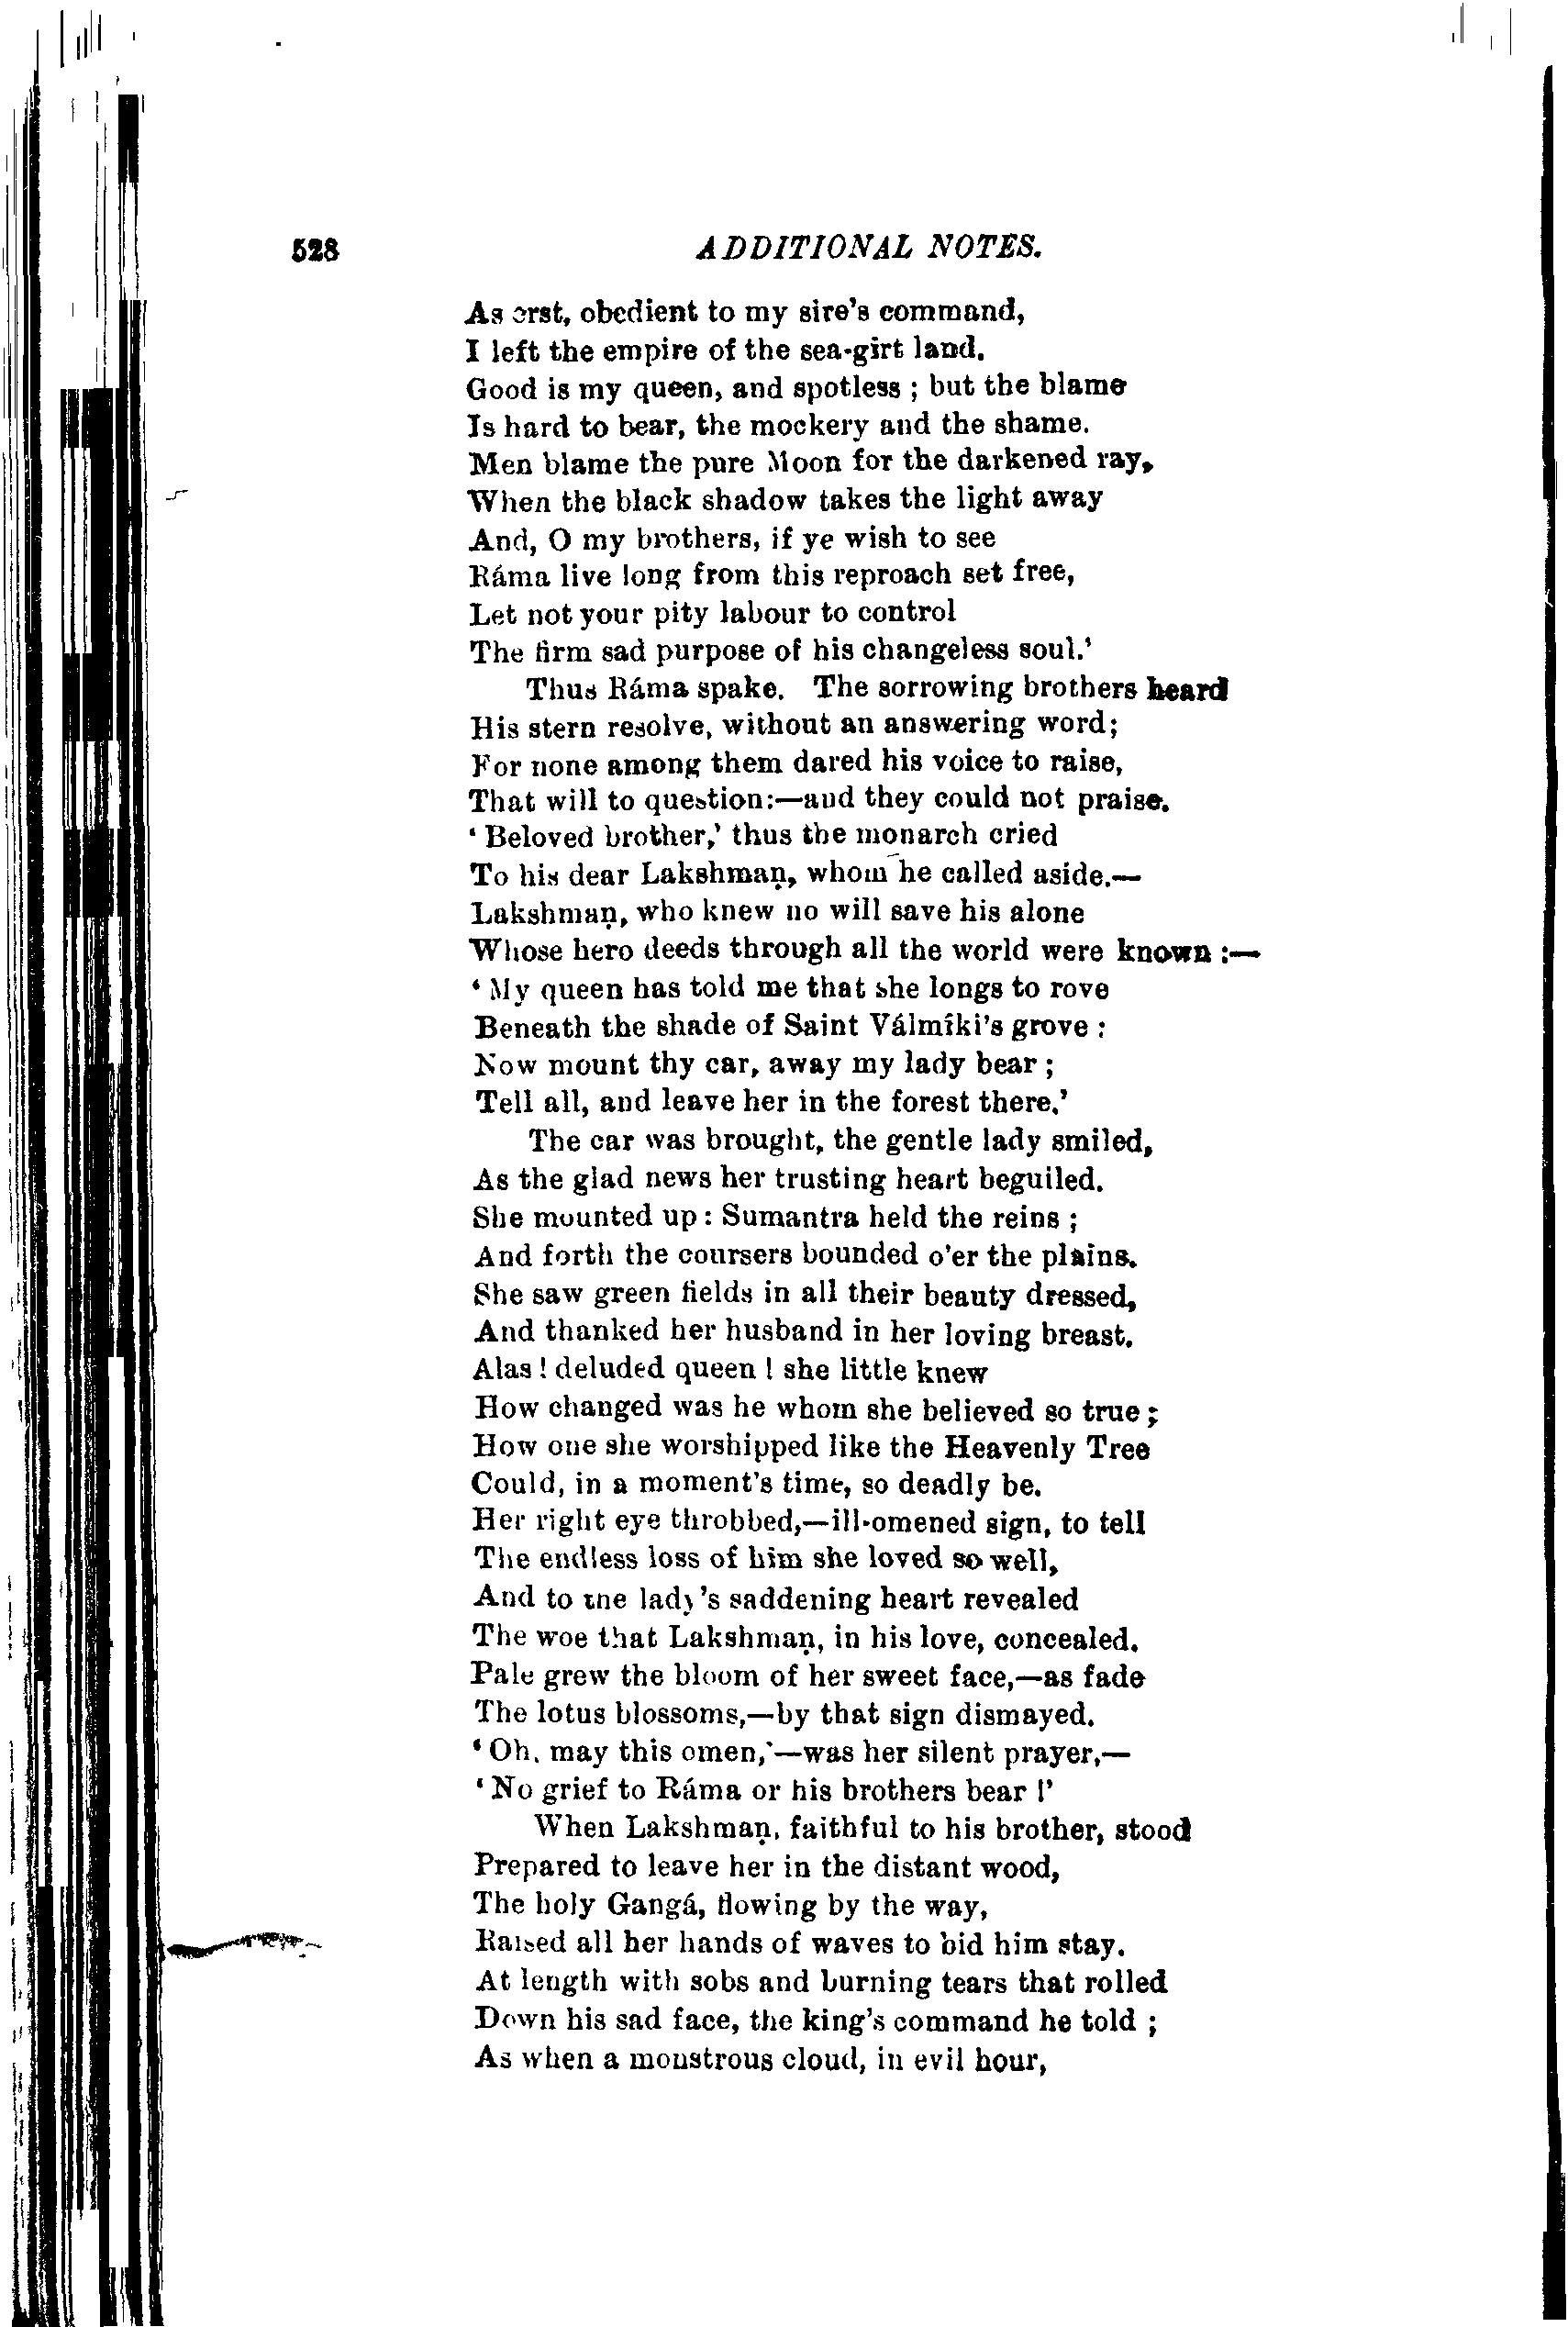 528 ADDITIONAL NOTES.
As erst, obedient to my sire's command,
I left the empire of the sea-girt land.
Good is my queen, and spotless ; but the blame
Is hard to bear, the mockery and the shame.
Men blame the pure Moon for the darkened ray,
When the black shadow takes the light away
And, O my brothers, if ye wish to see
Ráma live long from this reproach set free,
Let not your pity labour to control
The firm sad purpose of his changeless soul.'
Thus Ráma spake. The sorrowing brothers heard
His stern resolve, without an answering word;
For none among them dared his voice to raise,
That will to question:—and they could not praise.
' Beloved brother,' thus the monarch cried
To his dear Lakshmaṇ, whom he called aside.—
Lakshmaṇ, who knew no will save his alone
Whose hero deeds through all the world were known :—
' My queen has told me that she longs to rove
Beneath the shade of Saint Válmíki's grove :
Now mount thy car, away my lady bear ;
Tell all, and leave her in the forest there.'
The car was brought, the gentle lady smiled,
As the glad news her trusting heart beguiled.
She mounted up : Sumantra held the reins ;
And forth the coursers bounded o'er the plains.
She saw green fields in all their beauty dressed,
And thanked her husband in her loving breast.
Alas ! deluded queen ! she little knew
How changed was he whom she believed so true ;
How one she worshipped like the Heavenly Tree
Could, in a moment's time, so deadly be.
Her right eye throbbed,—ill-omened sign, to tell
The endless loss of him she loved so well,
And to the lady's saddening heart revealed
The woe that Lakshmaṇ, in his love, concealed.
Pale grew the bloom of her sweet face,—as fade
The lotus blossoms,—by that sign dismayed.
' Oh, may this omen,'—was her silent prayer,—
' No grief to Ráma or his brothers bear !'
When Lakshmaṇ, faithful to his brother, stood
Prepared to leave her in the distant wood,
The holy Gangá, flowing by the way,
Raised all her hands of waves to bid him stay.
At length with sobs and burning tears that rolled
Down his sad face, the king's command he told ;
As when a monstrous cloud, in evil hour,